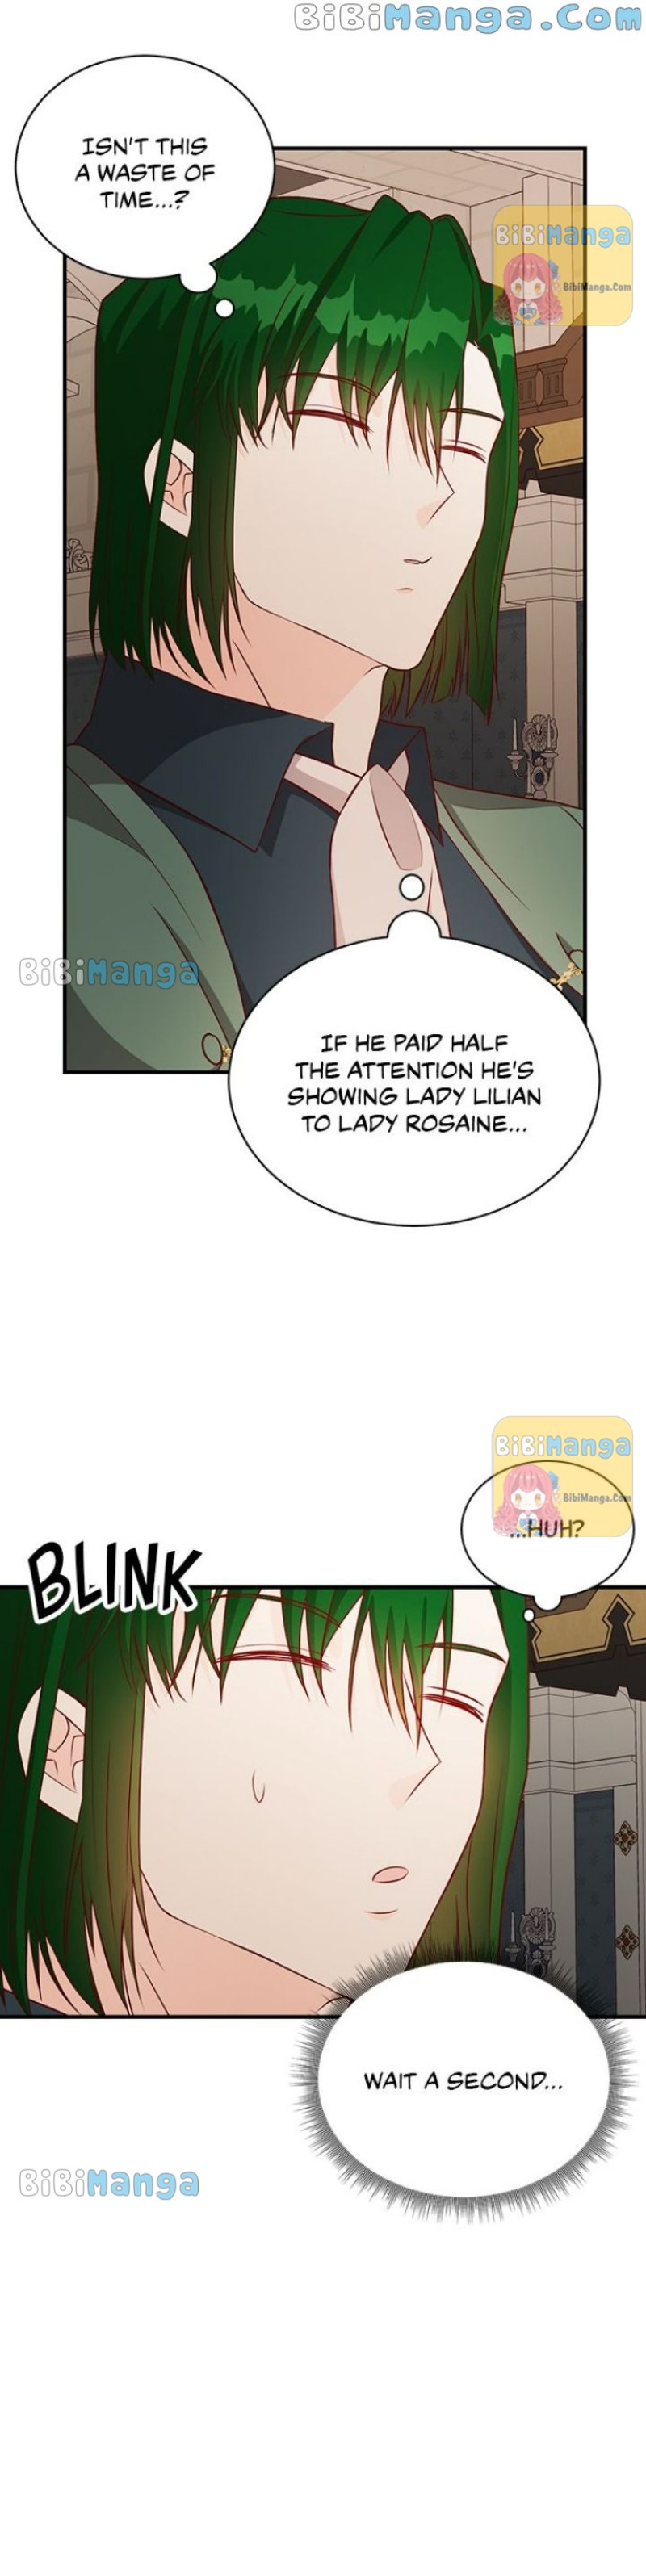 BiBiManga.Com
ISN'T THIS
A WASTE OF
TIME...?
BiBiManga
BibiManga.Com
BiBiManga
IF HE PAID HALF
THE ATTENTION HE'S
SHOWING LADY LILIAN
TO LADY ROSAINE...
BiBiManga
BibiManga.Com
...HUH?
BLINK
WAIT A SECOND...
BiBiManga